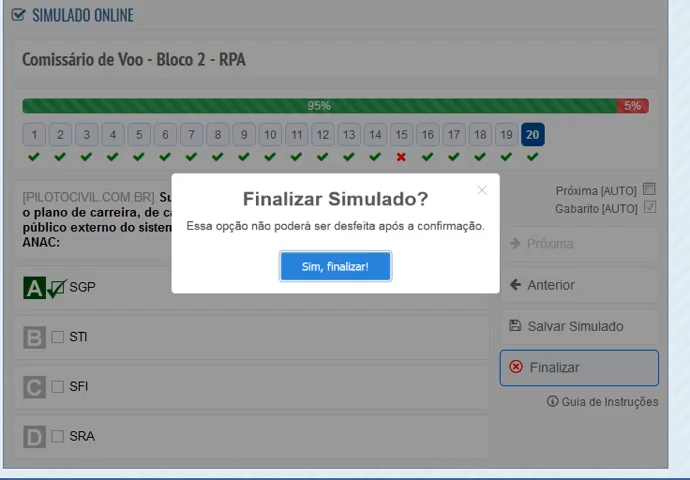 SIMULADO ONLINE
Comissário de Voo - Bloco 2 - RPA
95% 5%
1 2 3 4 5 6 7 8 9 10 11 12 13 14 15 16 17 18 19 20
Finalizar Simulado?
Essa opção não poderá ser desfeita após a confirmação.
Sim, finalizar!
[PILOTOCIVIL.COM.BR]
o plano de carreira, de
público externo do
ANAC:
A SGP
B STI
C SFI
D SRA
Próxima [AUTO]
Gabarito [AUTO]
Próxima
Anterior
Salvar Simulado
Finalizar
Guia de Instruções